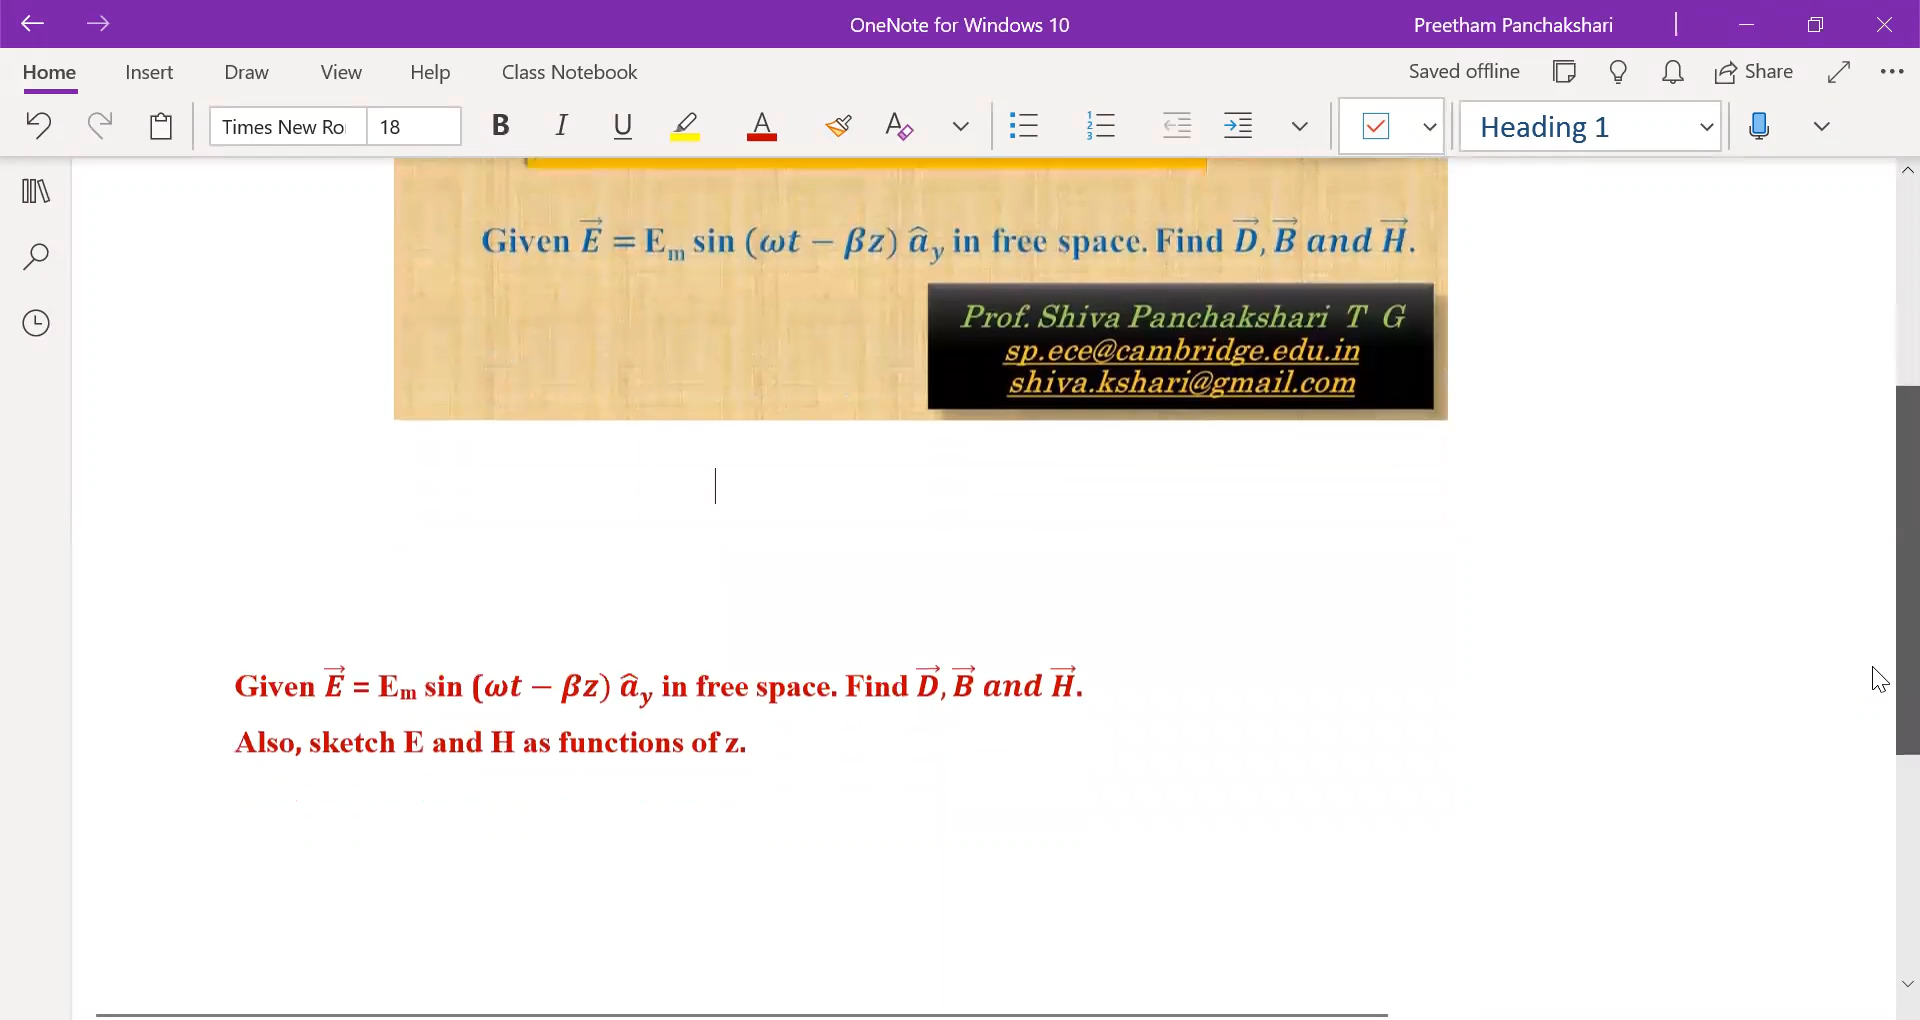 OneNote for Windows 10
Preetham Panchakshari
Home Insert Draw View Help Class Notebook
Saved offline Share
Times New Ro 18 B I U A A Heading 1
Given E⃗ = Eₘ sin (ωt − βz) âᵧ in free space. Find D⃗, B⃗ and H⃗.
Prof. Shiva Panchakshari T G
sp.ece@cambridge.edu.in
shiva.kshari@gmail.com
Given E⃗ = Eₘ sin (ωt − βz) âᵧ in free space. Find D⃗, B⃗ and H⃗.
Also, sketch E and H as functions of z.